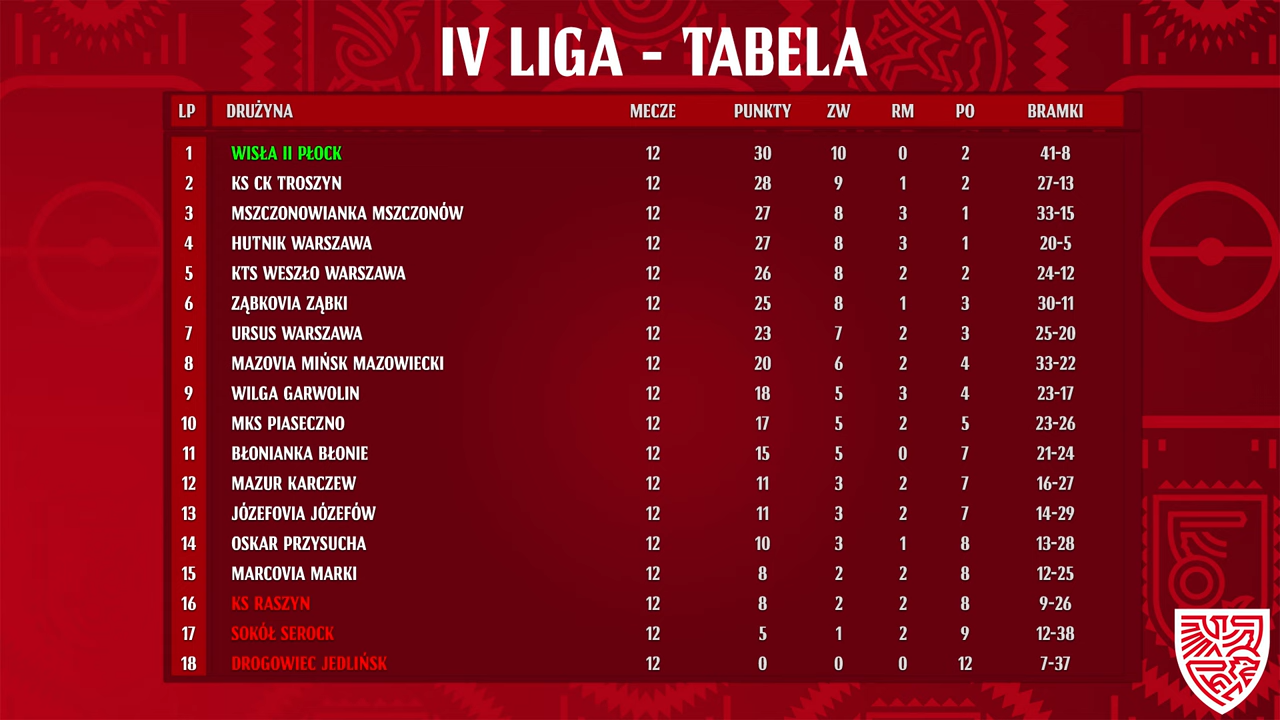 IV LIGA - TABELA
LP DRUŻYNA MECZE PUNKTY ZW RM PO BRAMKI
1 WISŁA II PŁOCK 12 30 10 0 2 41-8
2 KS CK TROSZYN 12 28 9 1 2 27-13
3 MSZCZONOWIANKA MSZCZONÓW 12 27 8 3 1 33-15
4 HUTNIK WARSZAWA 12 27 8 3 1 20-5
5 KTS WESZŁO WARSZAWA 12 26 8 2 2 24-12
6 ZĄBKOVIA ZĄBKI 12 25 8 1 3 30-11
7 URSUS WARSZAWA 12 23 7 2 3 25-20
8 MAZOVIA MIŃSK MAZOWIECKI 12 20 6 2 4 33-22
9 WILGA GARWOLIN 12 18 5 3 4 23-17
10 MKS PIASECZNO 12 17 5 2 5 23-26
11 BŁONIANKA BŁONIE 12 15 5 0 7 21-24
12 MAZUR KARCZEW 12 11 3 2 7 16-27
13 JÓZEFOVIA JÓZEFÓW 12 11 3 2 7 14-29
14 OSKAR PRZYSUCHA 12 10 3 1 8 13-28
15 MARCOVIA MARKI 12 8 2 2 8 12-25
16 KS RASZYN 12 8 2 2 8 9-26
17 SOKÓŁ SEROCK 12 5 1 2 9 12-38
18 DROGOWIEC JEDLIŃSK 12 0 0 0 12 7-37